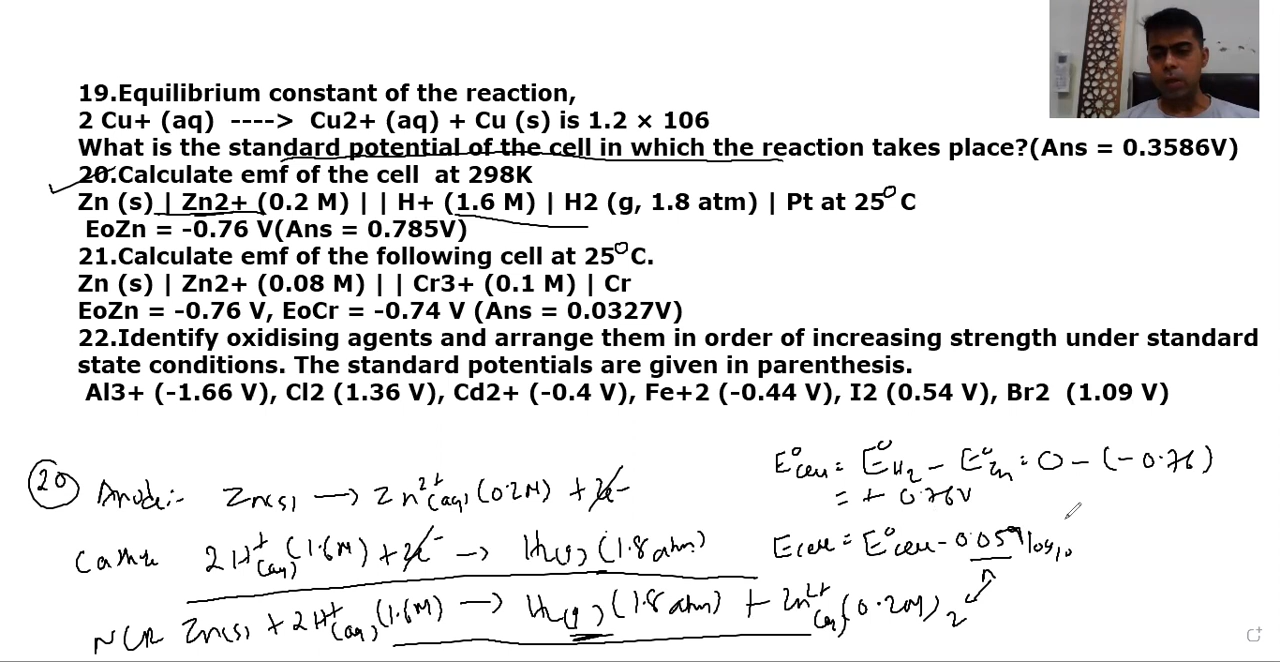 19.Equilibrium constant of the reaction,
2 Cu+ (aq) ----> Cu2+ (aq) + Cu (s) is 1.2 × 106
What is the standard potential of the cell in which the reaction takes place?(Ans = 0.3586V)
20.Calculate emf of the cell at 298K
Zn (s) | Zn2+ (0.2 M) | | H+ (1.6 M) | H2 (g, 1.8 atm) | Pt at 25⁰C
EoZn = -0.76 V(Ans = 0.785V)
21.Calculate emf of the following cell at 25⁰C.
Zn (s) | Zn2+ (0.08 M) | | Cr3+ (0.1 M) | Cr
EoZn = -0.76 V, EoCr = -0.74 V (Ans = 0.0327V)
22.Identify oxidising agents and arrange them in order of increasing strength under standard
state conditions. The standard potentials are given in parenthesis.
Al3+ (-1.66 V), Cl2 (1.36 V), Cd2+ (-0.4 V), Fe+2 (-0.44 V), I2 (0.54 V), Br2 (1.09 V)
20 Anode:- Zn(s) → Zn²⁺(aq) (0.2M) + 2e⁻
2H⁺(aq) (1.6M) + 2e⁻ → H₂(g) (1.8 atm)
NCR Zn(s) + 2H⁺(aq) (1.6M) → H₂(g) (1.8 atm) + Zn²⁺(aq) (0.2M)
E⁰cell = E⁰H₂ - E⁰Zn = 0 - (-0.76)
= + 0.76V
Ecell = E⁰cell - 0.059 log₁₀
n
2